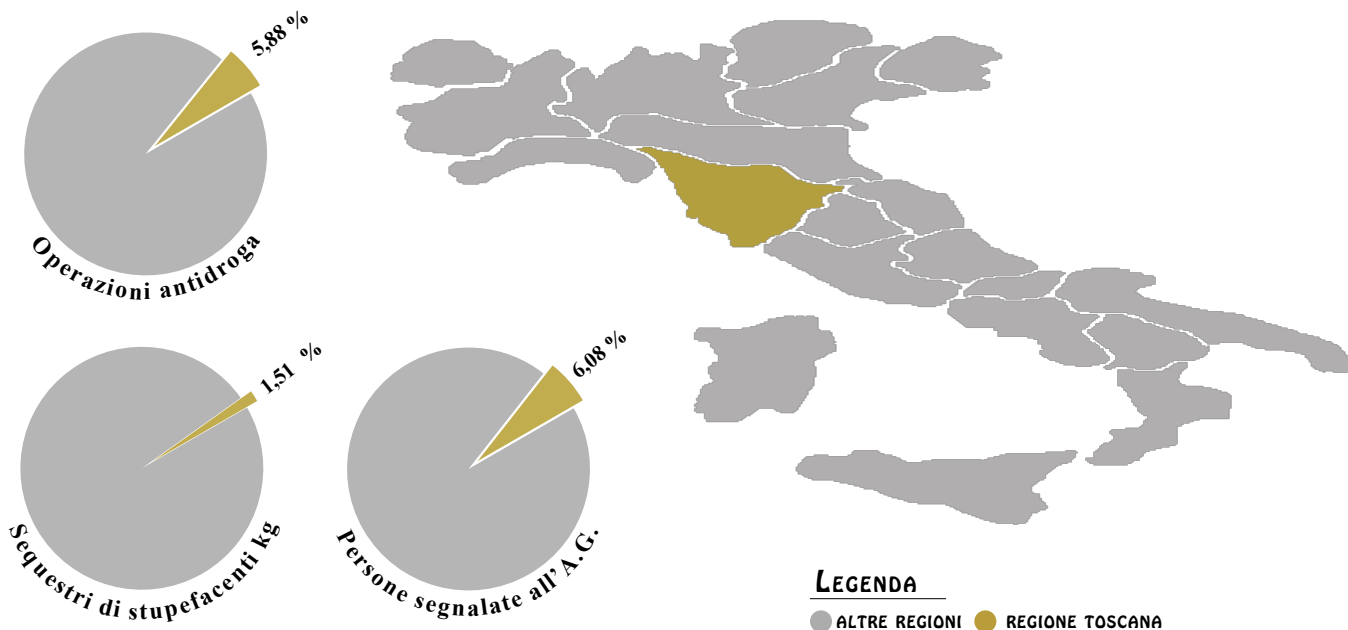 5,88 %
Operazioni antidroga
1,51 %
Sequestri di stupefacenti kg
6,08 %
Persone segnalate all'A.G.
LEGENDA
ALTRE REGIONI
REGIONE TOSCANA